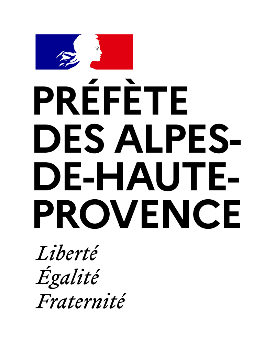 PRÉFÈTE
DES ALPES-
DE-HAUTE-
PROVENCE
Liberté
Égalité
Fraternité